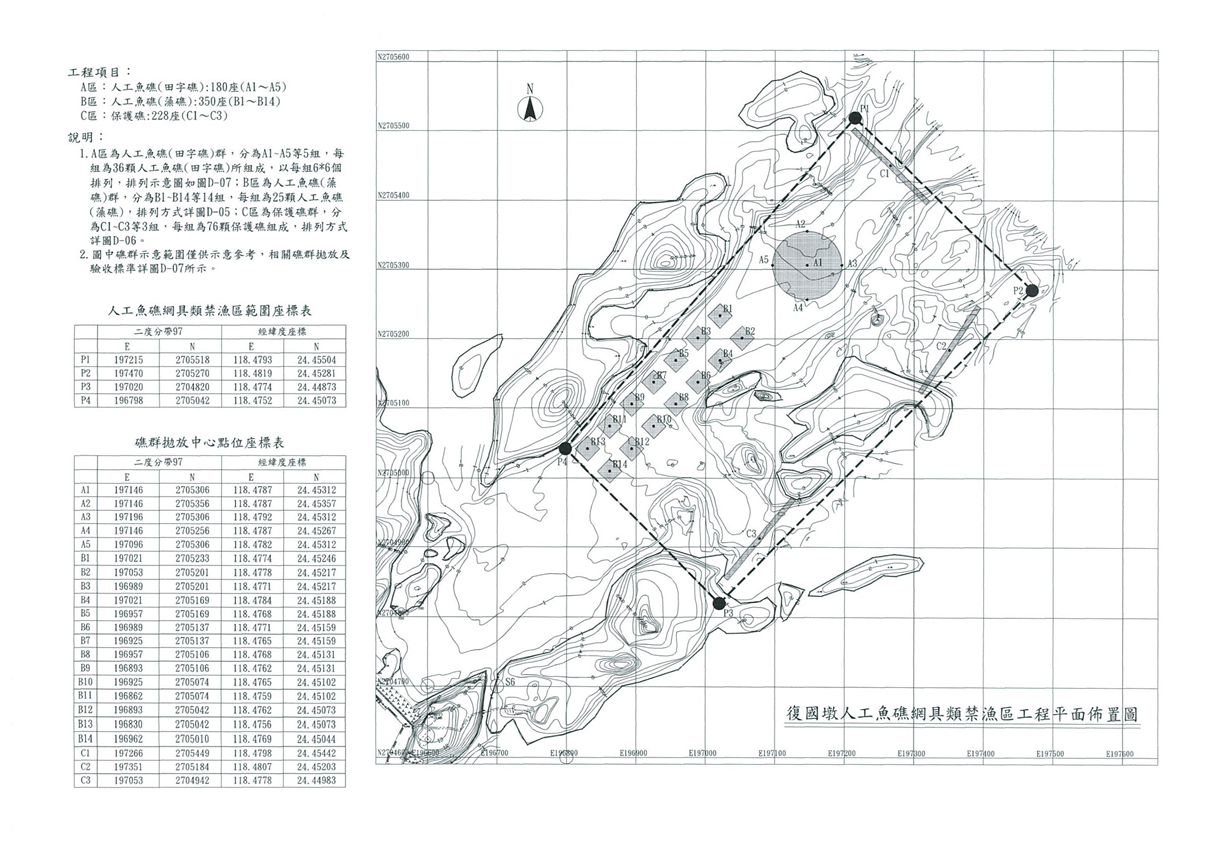 工程項目：
A區：人工魚礁(田字礁):180座(A1～A5)
B區：人工魚礁(藻礁):350座(B1～B14)
C區：保護礁:228座(C1～C3)
說明：
1.A區為人工魚礁(田字礁)群，分為A1~A5等5組，每
組為36顆人工魚礁(田字礁)所組成，以每組6*6個
排列，排列示意圖如圖D-07；B區為人工魚礁(藻
礁)群，分為B1~B14等14組，每組為25顆人工魚礁
(藻礁)，排列方式詳圖D-05；C區為保護礁群，分
為C1~C3等3組，每組為76顆保護礁組成，排列方式
詳圖D-06。
2.圖中礁群示意範圍僅供示意參考，相關礁群拋放及
驗收標準詳圖D-07所示。
人工魚礁網具類禁漁區範圍座標表
二度分帶97 經緯度座標
E N E N
P1 197215 2705518 118.4793 24.45504
P2 197470 2705270 118.4819 24.45281
P3 197020 2704820 118.4774 24.44873
P4 196798 2705042 118.4752 24.45073
礁群拋放中心點位座標表
二度分帶97 經緯度座標
E N E N
A1 197146 2705306 118.4787 24.45312
A2 197146 2705356 118.4787 24.45357
A3 197196 2705306 118.4792 24.45312
A4 197146 2705256 118.4787 24.45267
A5 197096 2705306 118.4782 24.45312
B1 197021 2705233 118.4774 24.45246
B2 197053 2705201 118.4778 24.45217
B3 196989 2705201 118.4771 24.45217
B4 197021 2705169 118.4784 24.45188
B5 196957 2705169 118.4768 24.45188
B6 196989 2705137 118.4771 24.45159
B7 196925 2705137 118.4765 24.45159
B8 196957 2705106 118.4768 24.45131
B9 196893 2705106 118.4762 24.45131
B10 196925 2705074 118.4765 24.45102
B11 196862 2705074 118.4759 24.45102
B12 196893 2705042 118.4762 24.45073
B13 196830 2705042 118.4756 24.45073
B14 196962 2705010 118.4769 24.45044
C1 197266 2705449 118.4798 24.45442
C2 197351 2705184 118.4807 24.45203
C3 197053 2704942 118.4778 24.44983
N
N2705600
N2705500
N2705400
N2705300
N2705200
N2705100
N2705000
N2704700
P1
C1
A2
A5 A1 A3
A4
P2
B1
B3 B2
B5 B4
C2
B7 B6
B9 B8
B11 B10
B13 B12
P4
B14
C3
P3
S6
復國墩人工魚礁網具類禁漁區工程平面佈置圖
E196700 E196800 E196900 E197000 E197100 E197200 E197300 E197400 E197500 E197600